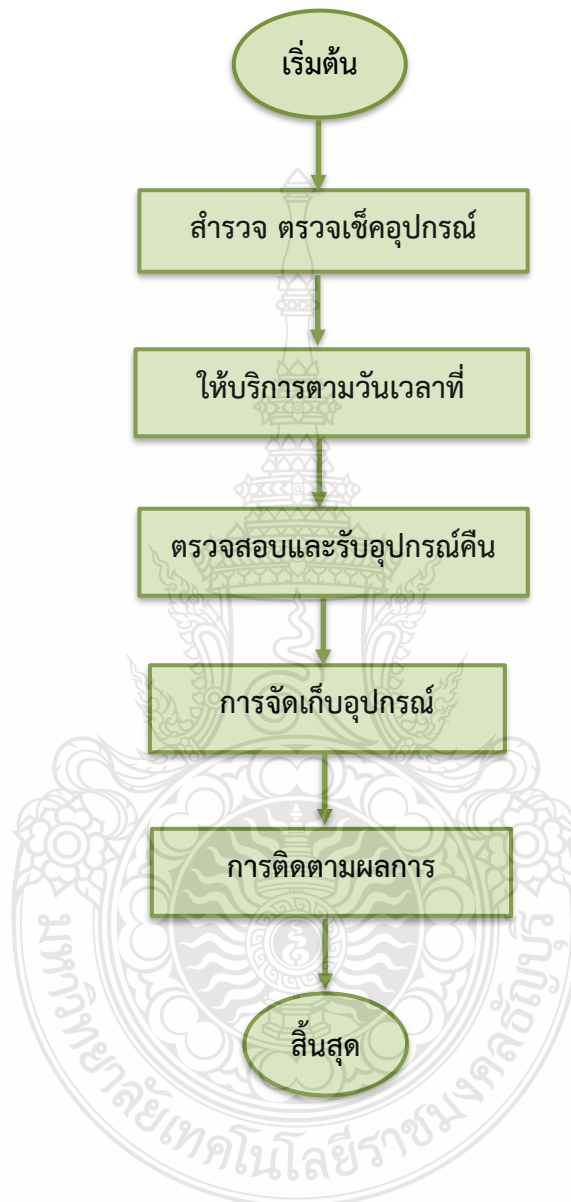 เริ่มต้น
สำรวจ ตรวจเช็คอุปกรณ์
ให้บริการตามวันเวลาที่
ตรวจสอบและรับอุปกรณ์คืน
การจัดเก็บอุปกรณ์
การติดตามผลการ
สิ้นสุด
มหาวิทยาลัยเทคโนโลยีราชมงคลธัญบุรี